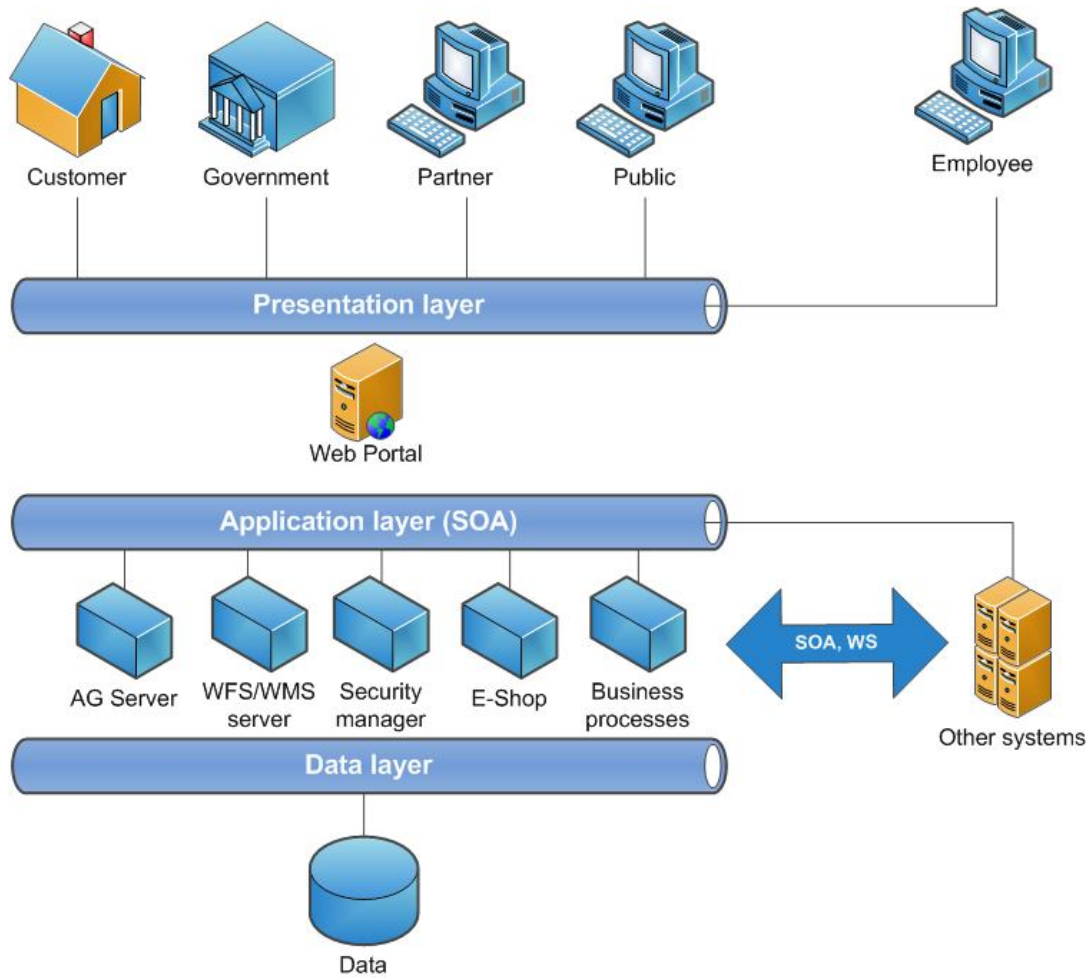 Customer
Government
Partner
Public
Employee
Presentation layer
Web Portal
Application layer (SOA)
AG Server
WFS/WMS
server
Security
manager
E-Shop
Business
processes
SOA, WS
Other systems
Data layer
Data